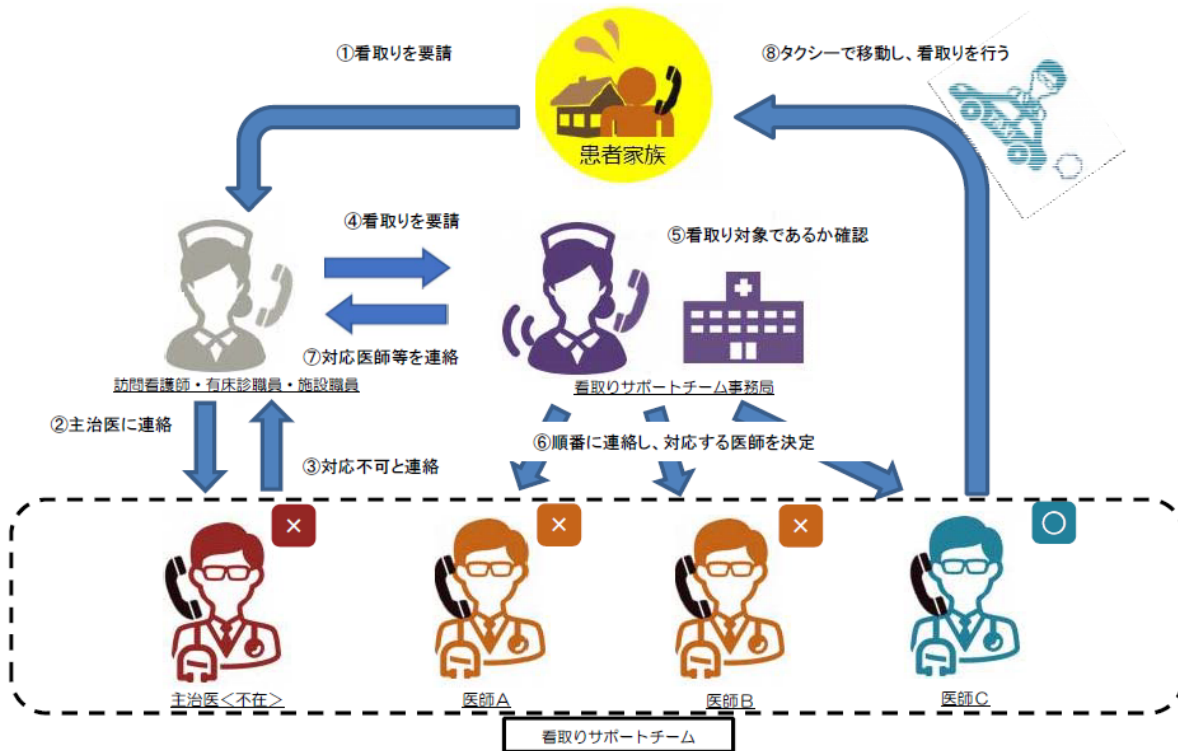 ①看取りを要請
⑧タクシーで移動し、看取りを行う
患者家族
④看取りを要請
⑤看取り対象であるか確認
⑦対応医師等を連絡
訪問看護師・有床診職員・施設職員
看取りサポートチーム事務局
②主治医に連絡
③対応不可と連絡
⑥順番に連絡し、対応する医師を決定
×
×
×
○
主治医<不在>
医師A
医師B
医師C
看取りサポートチーム